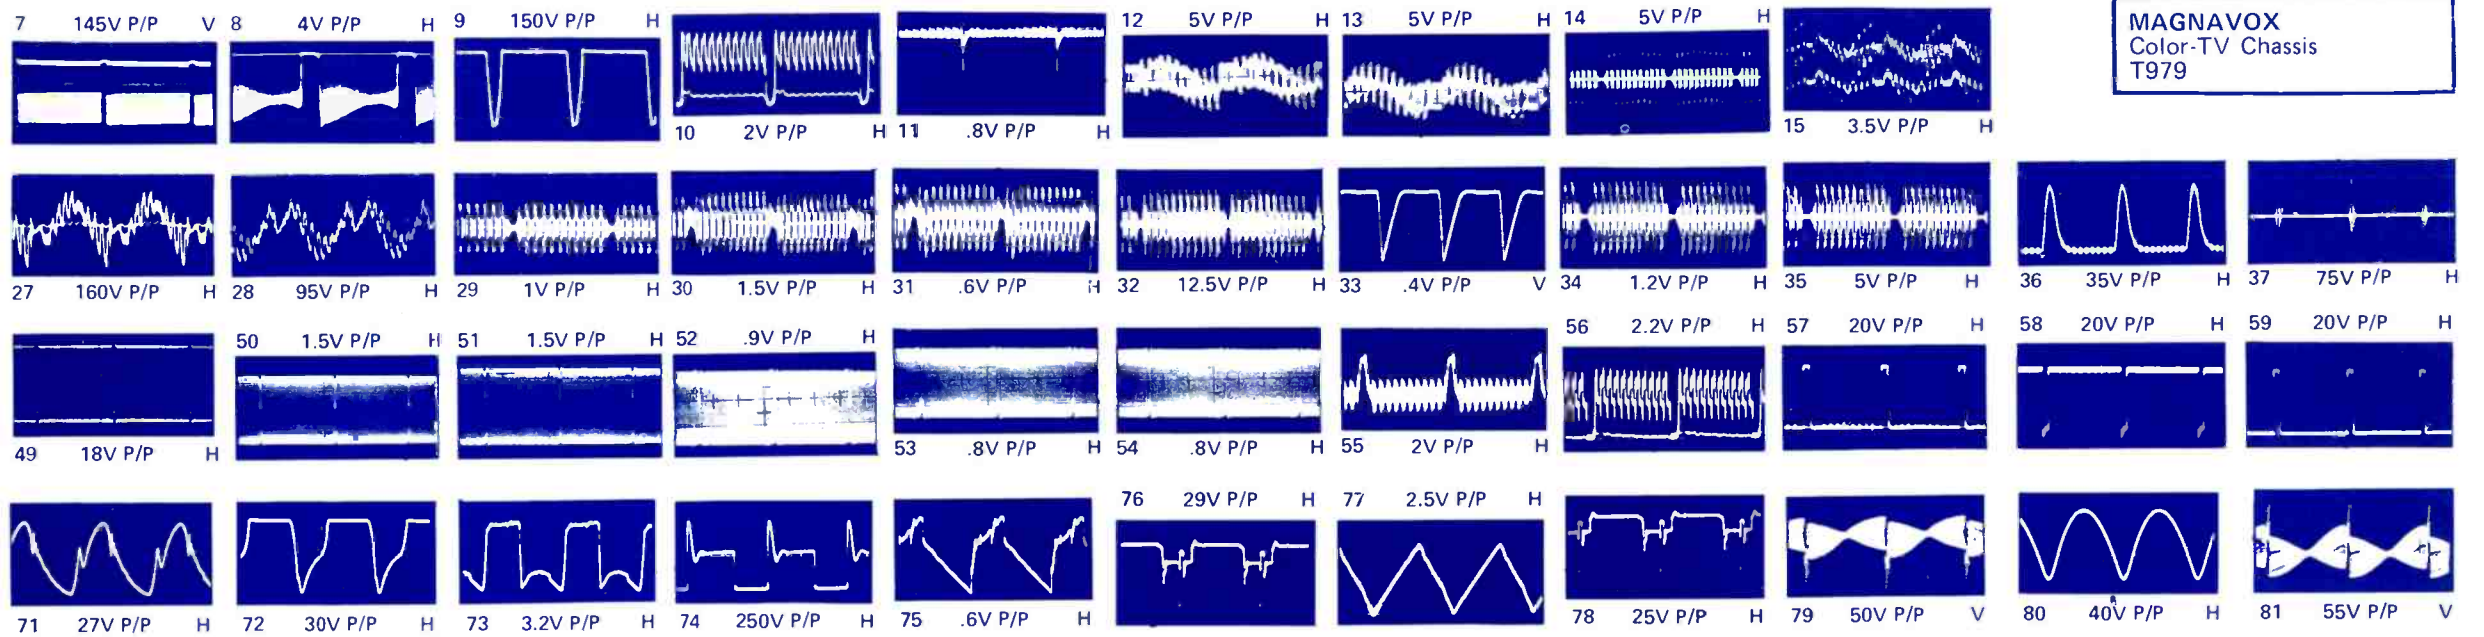 7 145V P/P V
8 4V P/P H
9 150V P/P H
10 2V P/P H
11 .8V P/P H
12 5V P/P H
13 5V P/P H
14 5V P/P H
15 3.5V P/P H
MAGNAVOX
Color-TV Chassis
T979
27 160V P/P H
28 95V P/P H
29 1V P/P H
30 1.5V P/P H
31 .6V P/P H
32 12.5V P/P H
33 .4V P/P V
34 1.2V P/P H
35 5V P/P H
36 35V P/P H
37 75V P/P H
49 18V P/P H
50 1.5V P/P H
51 1.5V P/P H
52 .9V P/P H
53 .8V P/P H
54 .8V P/P H
55 2V P/P H
56 2.2V P/P H
57 20V P/P H
58 20V P/P H
59 20V P/P H
71 27V P/P H
72 30V P/P H
73 3.2V P/P H
74 250V P/P H
75 .6V P/P H
76 29V P/P H
77 2.5V P/P H
78 25V P/P H
79 50V P/P V
80 40V P/P H
81 55V P/P V